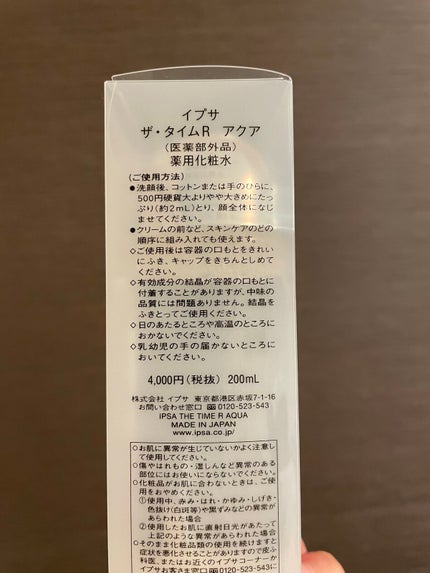 イプサ
ザ・タイムR アクア
(医薬部外品)
薬用化粧水
(ご使用方法)
●洗顔後、コットンまたは手のひらに、
500円硬貨大よりやや大きめにたっ
ぷり(約2mL)とり、顔全体になじ
ませてください。
●クリームの前など、スキンケアのどの
順序に組み入れても使えます。
◇ご使用後は容器の口もとをきれい
にふき、キャップをきちんとしめて
ください。
◇有効成分の結晶が容器の口もとに
付着することがありますが、中味の
品質には問題ありません。結晶を
ふきとってご使用ください。
◇日のあたるところや高温のところに
おかないでください。
◇乳幼児の手の届かないところに
おいてください。
4,000円(税抜) 200mL
株式会社 イプサ 東京都港区赤坂7-1-16
お問い合わせ窓口 0120-523-543
IPSA THE TIME R AQUA
MADE IN JAPAN
www.ipsa.co.jp/
○お肌に異常が生じていないかよく注意し
て使用してください。
○傷やはれもの・湿しんなど異常のある
部位にはお使いにならないでください。
○化粧品がお肌に合わないときは、ご使
用をおやめください。
①使用中、赤み・はれ・かゆみ・しげき・
色抜け(白斑等)や黒ずみなどの異常が
あらわれた場合
②使用したお肌に直射日光があたって
上記のような異常があらわれた場合
○そのまま化粧品類の使用を続けますと
症状を悪化させることがありますので皮ふ
科医、またはお近くのイプサコーナーか
イプサお客さま窓口 0120-523-543に